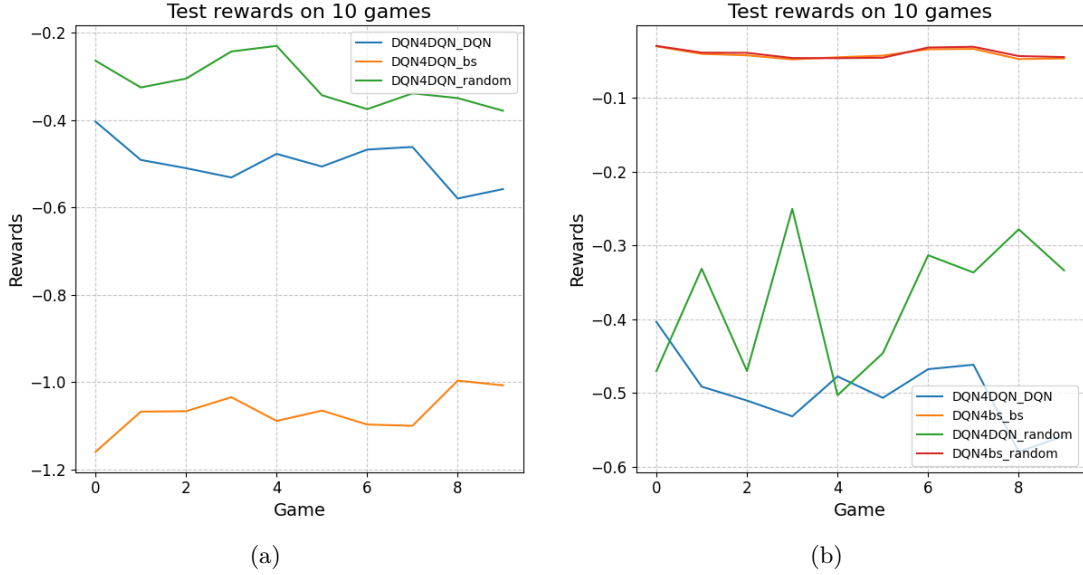 Test rewards on 10 games
−0.2
−0.4
−0.6
−0.8
−1.0
−1.2
Rewards
DQN4DQN_DQN
DQN4DQN_bs
DQN4DQN_random
0 2 4 6 8
Game
(a)
Test rewards on 10 games
−0.1
−0.2
−0.3
−0.4
−0.5
−0.6
Rewards
DQN4DQN_DQN
DQN4bs_bs
DQN4DQN_random
DQN4bs_random
0 2 4 6 8
Game
(b)